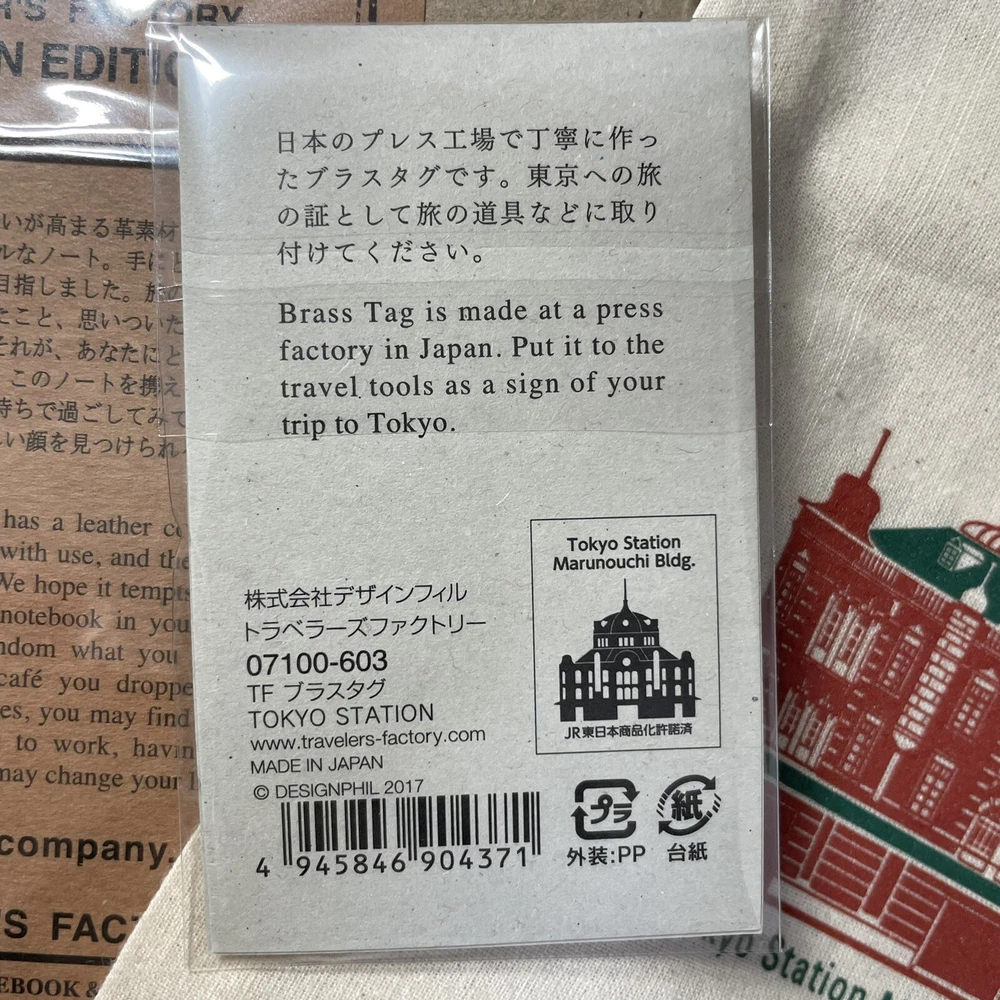 日本のプレス工場で丁寧に作っ
たブラスタグです。東京への旅
の証として旅の道具などに取り
付けてください。
Brass Tag is made at a press
factory in Japan. Put it to the
travel tools as a sign of your
trip to Tokyo.
Tokyo Station
Marunouchi Bldg.
JR東日本商品化許諾済
株式会社デザインフィル
トラベラーズファクトリー
07100-603
TF ブラスタグ
TOKYO STATION
www.travelers-factory.com
MADE IN JAPAN
© DESIGNPHIL 2017
4 945846 904371
プラ
外装:PP
紙
台紙
'S FACTORY
N EDITI
いが高まる革素材
ルなノート。手に
目指しました。旅の
たこと、思いついた
それが、あなたにと
このノートを携え
持ちで過ごしてみて
しい顔を見つけられ
has a leather
with use, and the
We hope it tempts
notebook in you
ndom what you
café you droppe
es, you may find
to work, havin
may change your
company.
'S FAC
EBOOK &
kyo Station